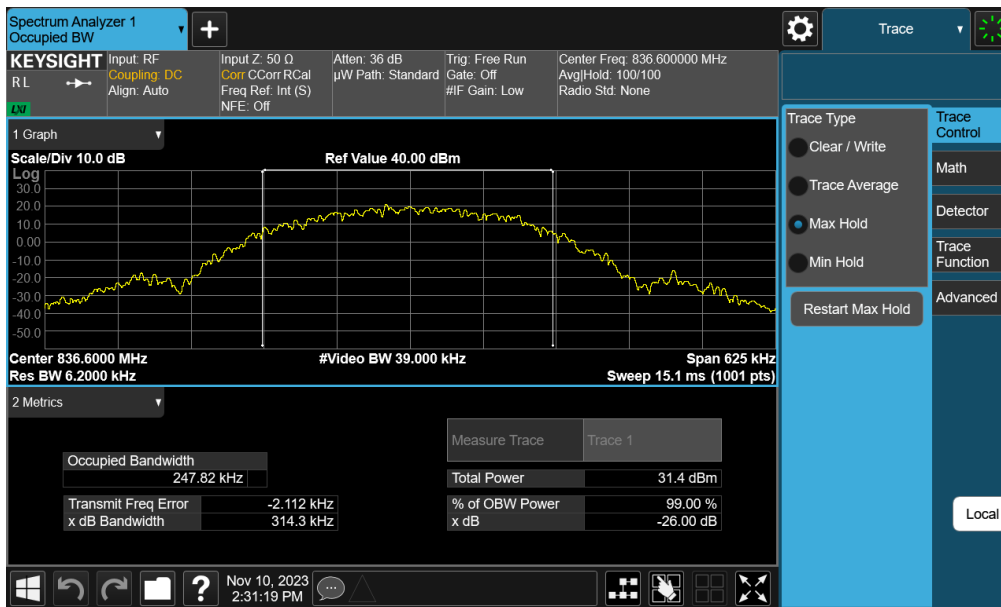 Spectrum Analyzer 1
Occupied BW
Trace
KEYSIGHT
R L
LXI
Input: RF
Coupling: DC
Align: Auto
Input Z: 50 Ω
Corr CCorr RCal
Freq Ref: Int (S)
NFE: Off
Atten: 36 dB
µW Path: Standard
Trig: Free Run
Gate: Off
#IF Gain: Low
Center Freq: 836.600000 MHz
Avg|Hold: 100/100
Radio Std: None
1 Graph
Scale/Div 10.0 dB
Ref Value 40.00 dBm
Log
30.0
20.0
10.0
0.00
-10.0
-20.0
-30.0
-40.0
-50.0
Center 836.6000 MHz
#Video BW 39.000 kHz
Span 625 kHz
Res BW 6.2000 kHz
Sweep 15.1 ms (1001 pts)
2 Metrics
Measure Trace
Trace 1
Occupied Bandwidth
247.82 kHz
Total Power
31.4 dBm
Transmit Freq Error
-2.112 kHz
% of OBW Power
99.00 %
x dB Bandwidth
314.3 kHz
x dB
-26.00 dB
Trace Type
Clear / Write
Trace Average
Max Hold
Min Hold
Restart Max Hold
Trace
Control
Math
Detector
Trace
Function
Advanced
Local
?
Nov 10, 2023
2:31:19 PM